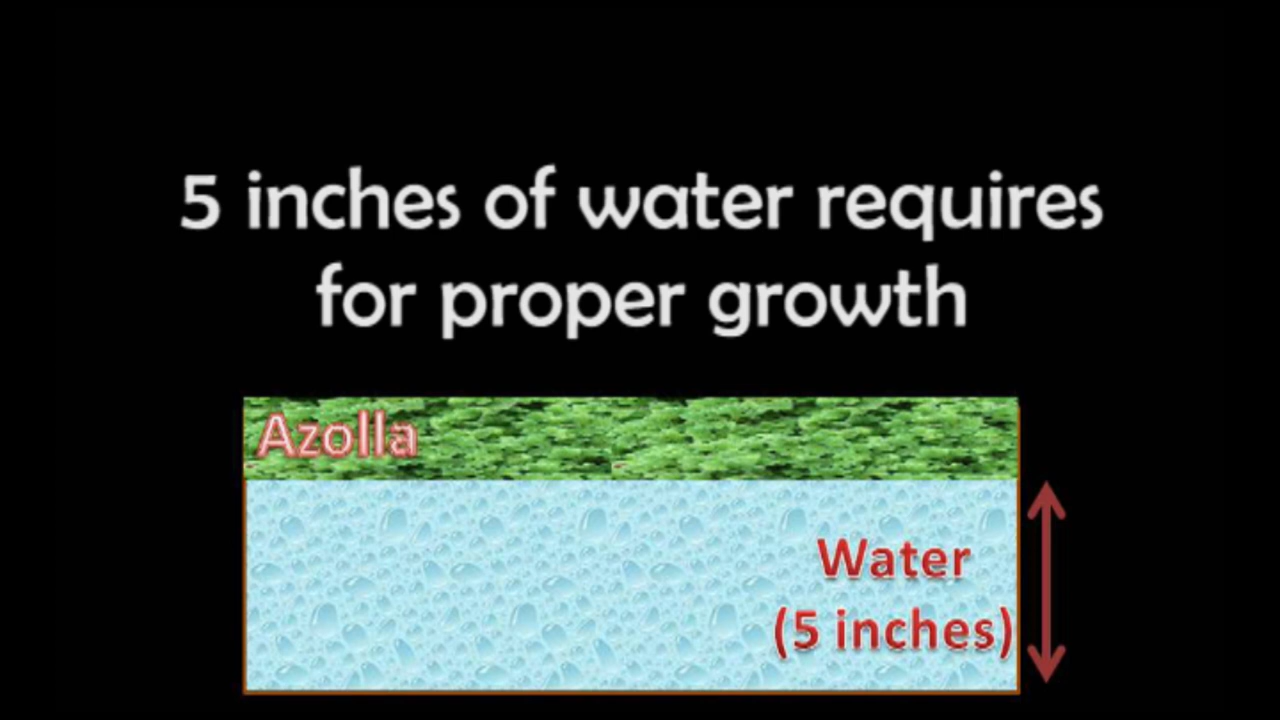 5 inches of water requires
for proper growth
Azolla
Water
(5 inches)